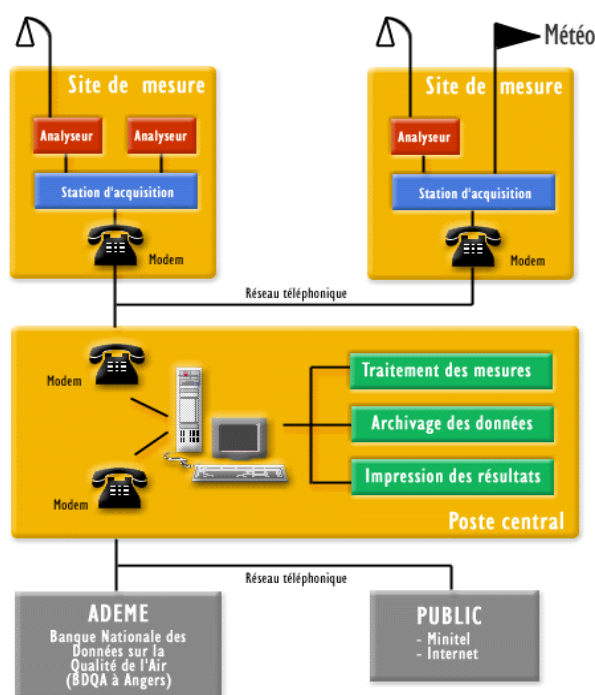 Météo
Site de mesure
Site de mesure
Analyseur
Analyseur
Analyseur
Station d'acquisition
Station d'acquisition
Modem
Modem
Réseau téléphonique
Modem
Traitement des mesures
Archivage des données
Impression des résultats
Modem
Poste central
Réseau téléphonique
ADEME
Banque Nationale des
Données sur la
Qualité de l'Air
(BDQA à Angers)
PUBLIC
- Minitel
- Internet